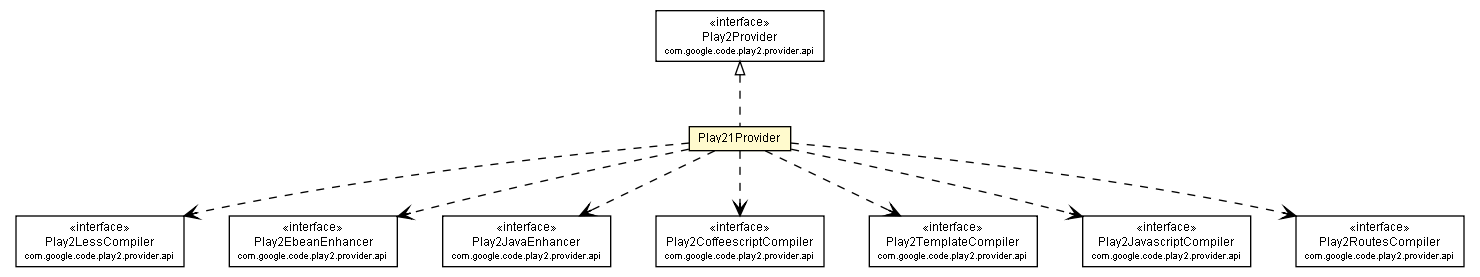 «interface»
Play2Provider
com.google.code.play2.provider.api
Play21Provider
«interface»
Play2LessCompiler
com.google.code.play2.provider.api
«interface»
Play2EbeanEnhancer
com.google.code.play2.provider.api
«interface»
Play2JavaEnhancer
com.google.code.play2.provider.api
«interface»
Play2CoffeescriptCompiler
com.google.code.play2.provider.api
«interface»
Play2TemplateCompiler
com.google.code.play2.provider.api
«interface»
Play2JavascriptCompiler
com.google.code.play2.provider.api
«interface»
Play2RoutesCompiler
com.google.code.play2.provider.api